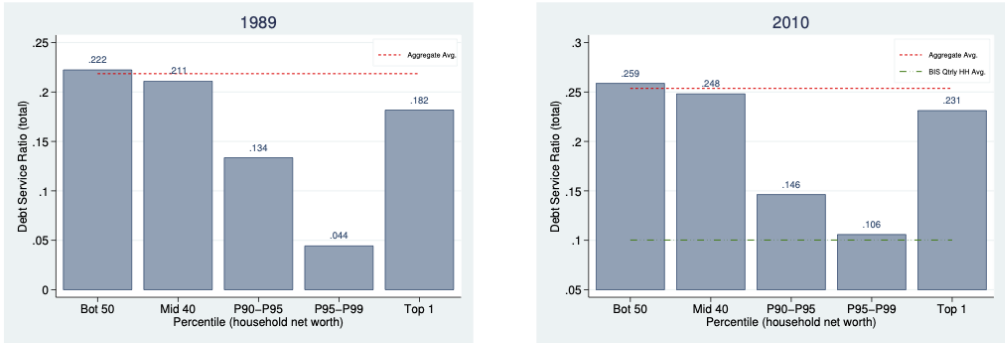 1989
Debt Service Ratio (total)
.25
.2
.15
.1
.05
0
Aggregate Avg.
.222
.211
.134
.044
.182
Bot 50
Mid 40
P90–P95
P95–P99
Top 1
Percentile (household net worth)
2010
Debt Service Ratio (total)
.3
.25
.2
.15
.1
.05
Aggregate Avg.
BIS Qtrly HH Avg.
.259
.248
.146
.106
.231
Bot 50
Mid 40
P90–P95
P95–P99
Top 1
Percentile (household net worth)